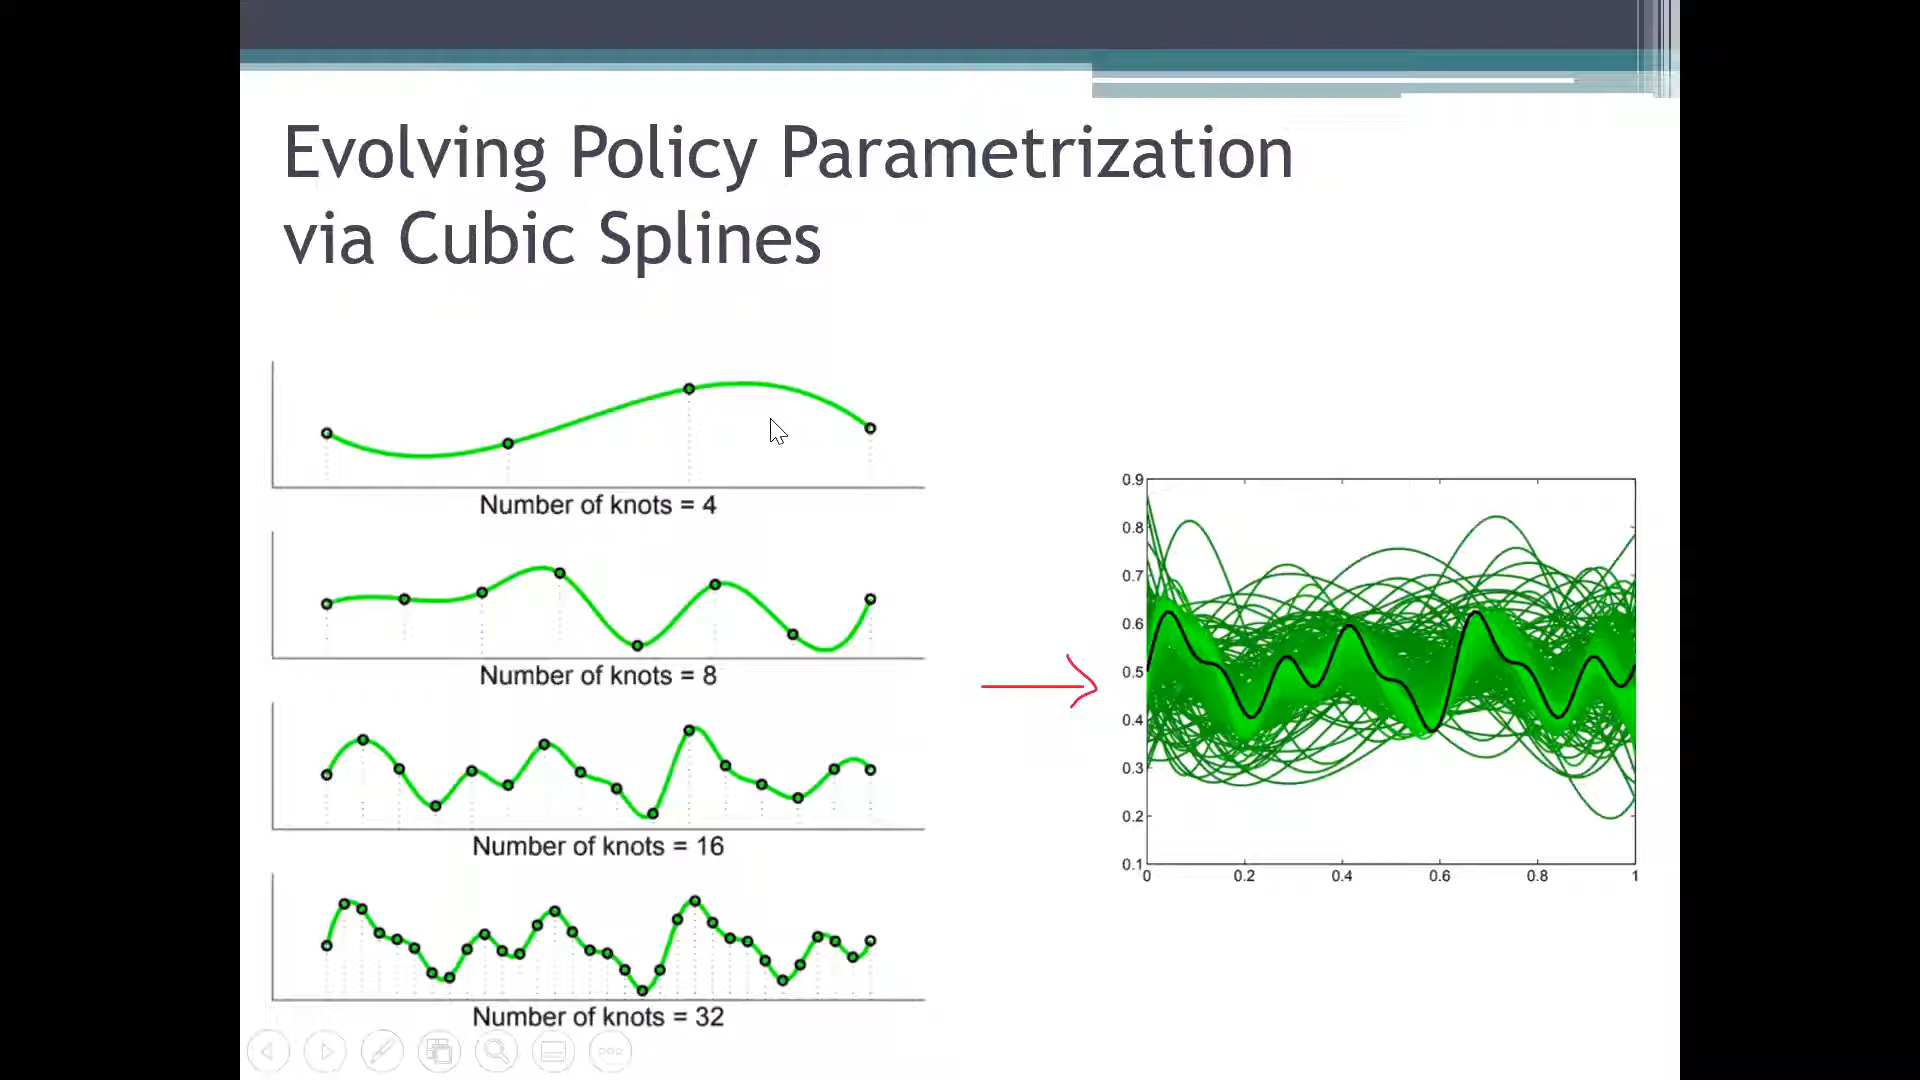 Evolving Policy Parametrization
via Cubic Splines
Number of knots = 4
Number of knots = 8
Number of knots = 16
Number of knots = 32
0.9
0.8
0.7
0.6
0.5
0.4
0.3
0.2
0.1
0 0.2 0.4 0.6 0.8 1